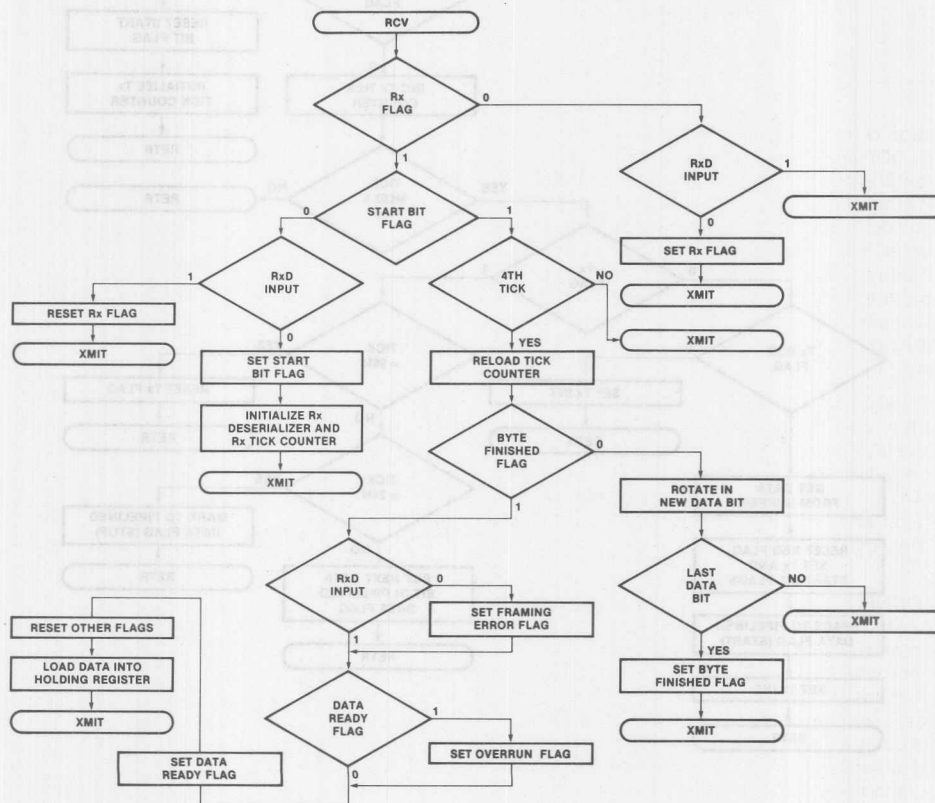 RCV
Rx
FLAG
0
1
RxD
INPUT
1
0
XMIT
SET Rx FLAG
XMIT
START BIT
FLAG
0
1
RxD
INPUT
1
0
RESET Rx FLAG
XMIT
SET START
BIT FLAG
INITIALIZE Rx
DESERIALIZER AND
Rx TICK COUNTER
XMIT
4TH
TICK
NO
YES
XMIT
RELOAD TICK
COUNTER
BYTE
FINISHED
FLAG
0
1
ROTATE IN
NEW DATA BIT
LAST
DATA
BIT
NO
YES
XMIT
SET BYTE
FINISHED FLAG
XMIT
RxD
INPUT
0
1
SET FRAMING
ERROR FLAG
DATA
READY
FLAG
1
0
SET OVERRUN FLAG
SET DATA
READY FLAG
RESET OTHER FLAGS
LOAD DATA INTO
HOLDING REGISTER
XMIT